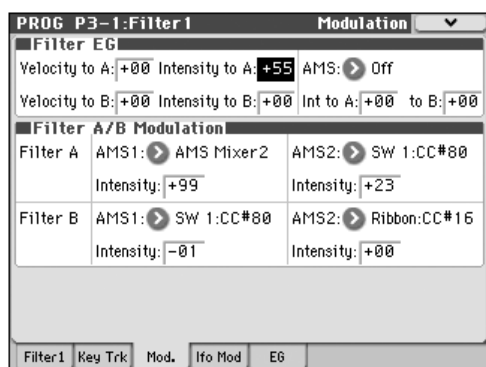 PROG P3-1:Filter1 Modulation
Filter EG
Velocity to A: +00 Intensity to A: +55 AMS: Off
Velocity to B: +00 Intensity to B: +00 Int to A: +00 to B: +00
Filter A/B Modulation
Filter A AMS1: AMS Mixer2 AMS2: SW 1:CC#80
Intensity: +99 Intensity: +23
Filter B AMS1: SW 1:CC#80 AMS2: Ribbon:CC#16
Intensity: -01 Intensity: +00
Filter1 Key Trk Mod. lfo Mod EG